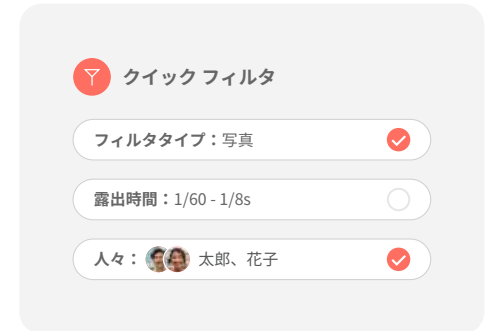 クイック フィルタ
フィルタタイプ：写真
露出時間：1/60 - 1/8s
人々： 太郎、花子